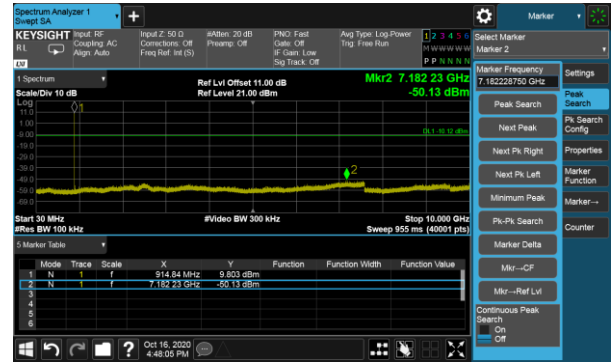 Spectrum Analyzer 1
Swept SA
Marker
KEYSIGHT
RL
Input: RF
Coupling: AC
Align: Auto
Input Z: 50 Ω
Corrections: Off
Freq Ref: Int (S)
#Atten: 20 dB
Preamp: Off
PNO: Fast
Gate: Off
IF Gain: Low
Sig Track: Off
Avg Type: Log-Power
Trig: Free Run
1 2 3 4 5 6
M W W W W W
P P N N N N
Select Marker
Marker 2
LXI
1 Spectrum
Scale/Div 10 dB
Ref Lvl Offset 11.00 dB
Ref Level 21.00 dBm
Mkr2 7.182 23 GHz
-50.13 dBm
Log
11.0
1.00
-9.00
-19.0
-29.0
-39.0
-49.0
-59.0
-69.0
1
2
Start 30 MHz
#Res BW 100 kHz
#Video BW 300 kHz
Stop 10.000 GHz
Sweep 955 ms (40001 pts)
5 Marker Table
Mode Trace Scale X Y Function Function Width Function Value
1 N 1 f 914.84 MHz 9.803 dBm
2 N 1 f 7.182 23 GHz -50.13 dBm
3
4
5
6
Marker Frequency
7.182228750 GHz
Peak Search
Next Peak
Next Pk Right
Next Pk Left
Minimum Peak
Pk-Pk Search
Marker Delta
Mkr→CF
Mkr→Ref Lvl
Continuous Peak
Search
On
Off
Settings
Peak
Search
Pk Search
Config
Properties
Marker
Function
Marker→
Counter
Oct 16, 2020
4:48:05 PM